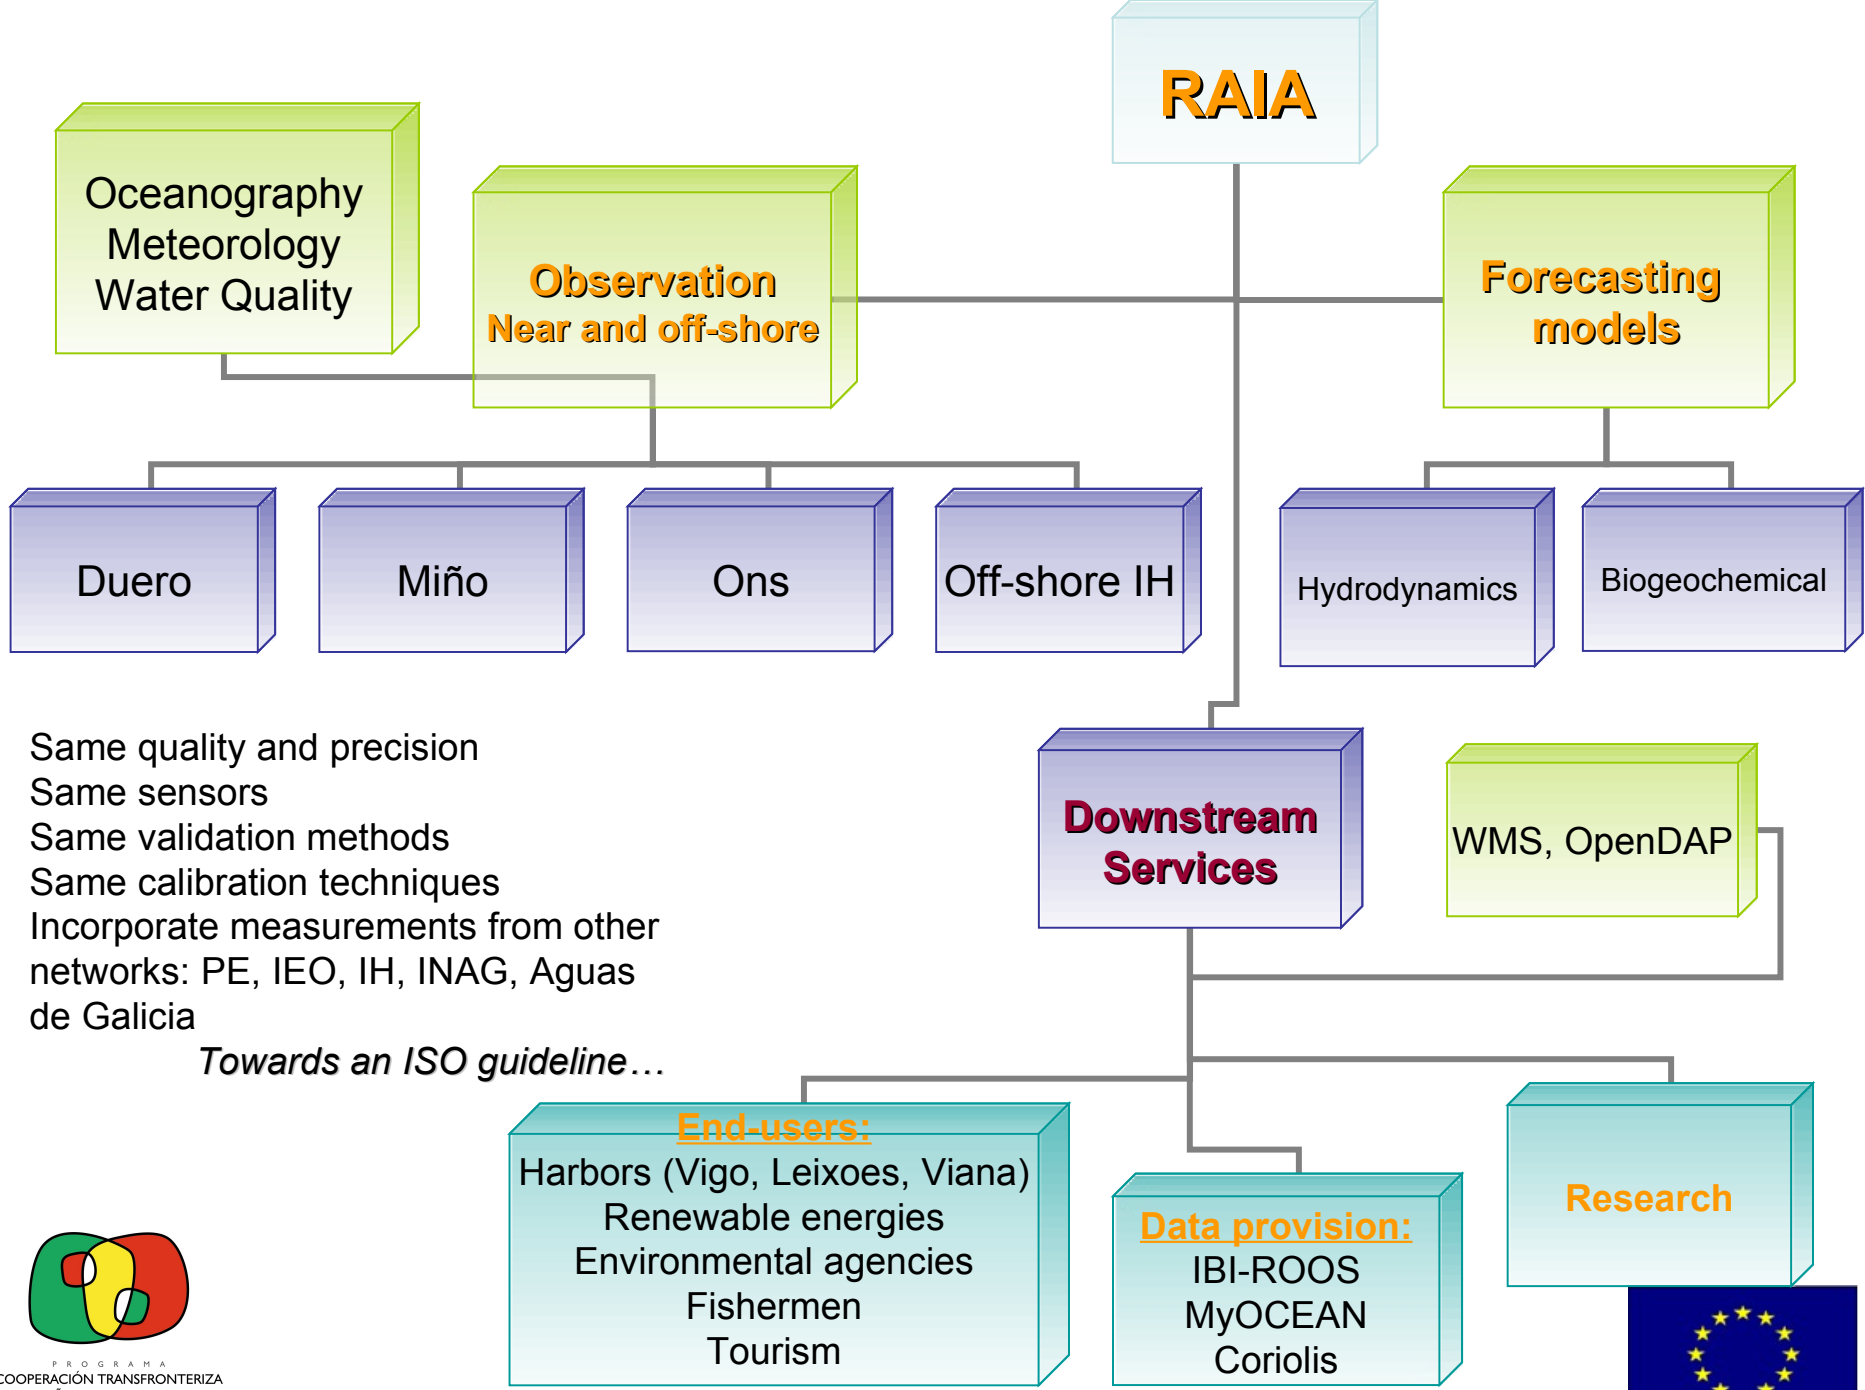 RAIA
Oceanography
Meteorology
Water Quality
Observation
Near and off-shore
Forecasting
models
Duero
Miño
Ons
Off-shore IH
Hydrodynamics
Biogeochemical
Same quality and precision
Same sensors
Same validation methods
Same calibration techniques
Incorporate measurements from other
networks: PE, IEO, IH, INAG, Aguas
de Galicia
Towards an ISO guideline…
Downstream
Services
WMS, OpenDAP
End-users:
Harbors (Vigo, Leixoes, Viana)
Renewable energies
Environmental agencies
Fishermen
Tourism
Data provision:
IBI-ROOS
MyOCEAN
Coriolis
Research
PROGRAMA
COOPERACIÓN TRANSFRONTERIZA